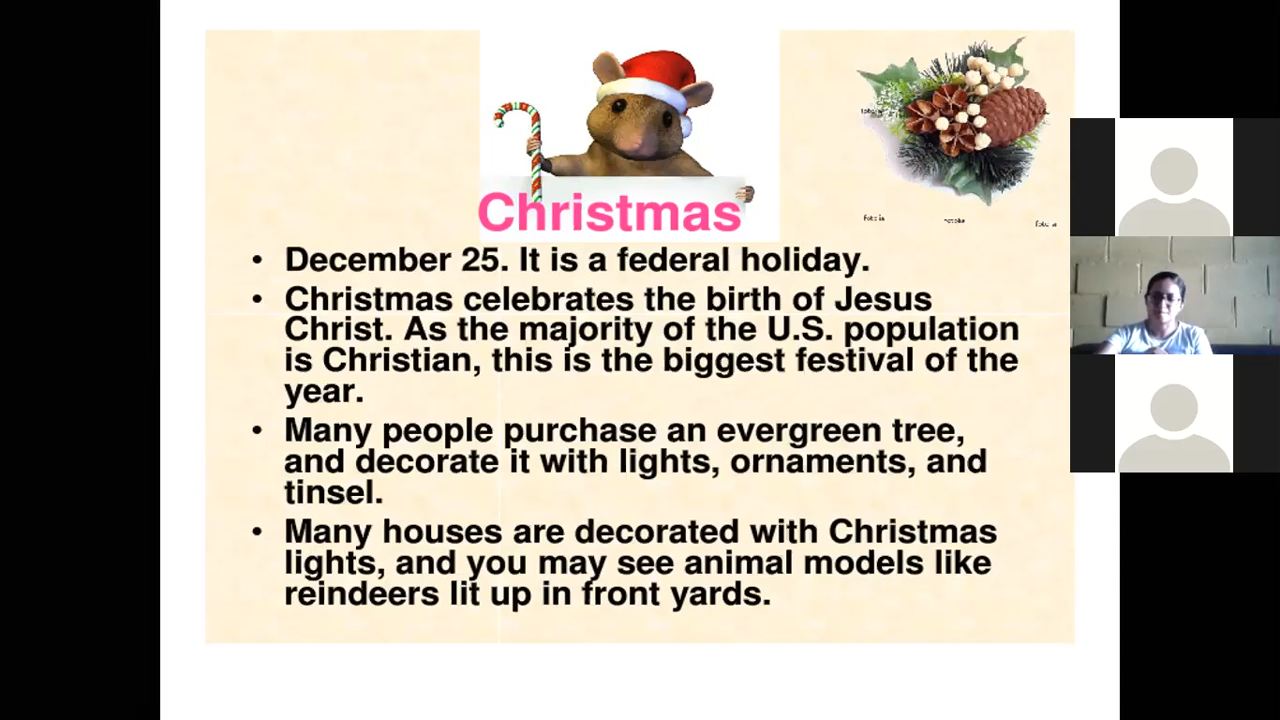 Christmas
• December 25. It is a federal holiday.
• Christmas celebrates the birth of Jesus
Christ. As the majority of the U.S. population
is Christian, this is the biggest festival of the
year.
• Many people purchase an evergreen tree,
and decorate it with lights, ornaments, and
tinsel.
• Many houses are decorated with Christmas
lights, and you may see animal models like
reindeers lit up in front yards.